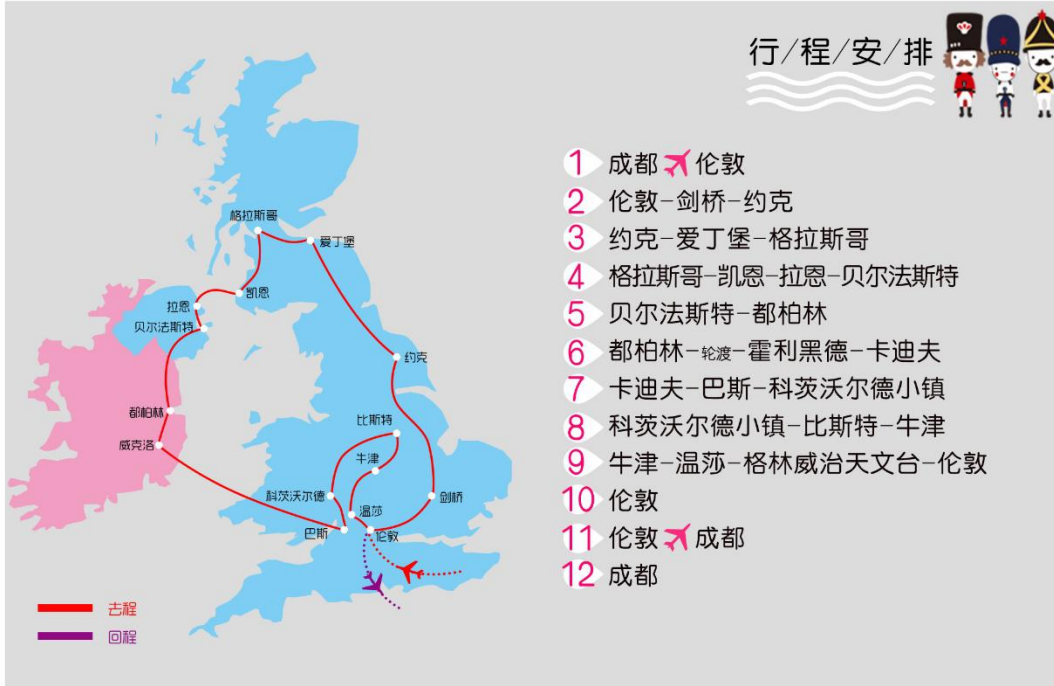 行/程/安/排
1 成都 伦敦
2 伦敦-剑桥-约克
3 约克-爱丁堡-格拉斯哥
4 格拉斯哥-凯恩-拉恩-贝尔法斯特
5 贝尔法斯特-都柏林
6 都柏林-轮渡-霍利黑德-卡迪夫
7 卡迪夫-巴斯-科茨沃尔德小镇
8 科茨沃尔德小镇-比斯特-牛津
9 牛津-温莎-格林威治天文台-伦敦
10 伦敦
11 伦敦 成都
12 成都
格拉斯哥
爱丁堡
凯恩
拉恩
贝尔法斯特
约克
都柏林
比斯特
威克洛
牛津
科茨沃尔德
剑桥
温莎
巴斯
伦敦
去程
回程